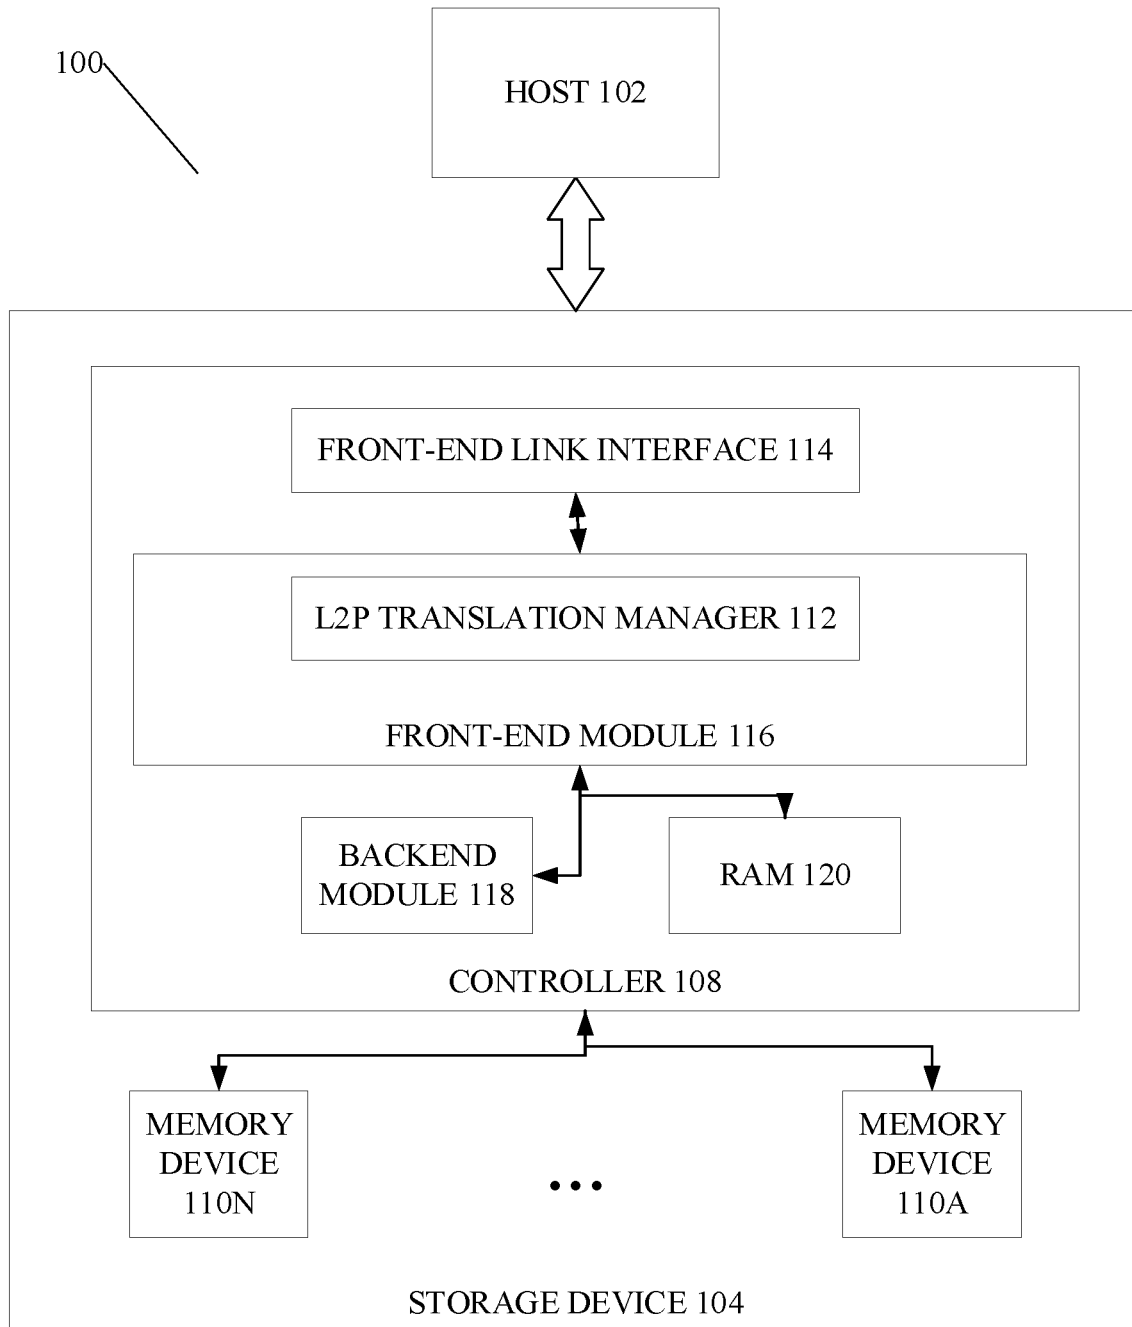 100
HOST 102
FRONT-END LINK INTERFACE 114
L2P TRANSLATION MANAGER 112
FRONT-END MODULE 116
BACKEND
MODULE 118
RAM 120
CONTROLLER 108
MEMORY
DEVICE
110N
...
MEMORY
DEVICE
110A
STORAGE DEVICE 104